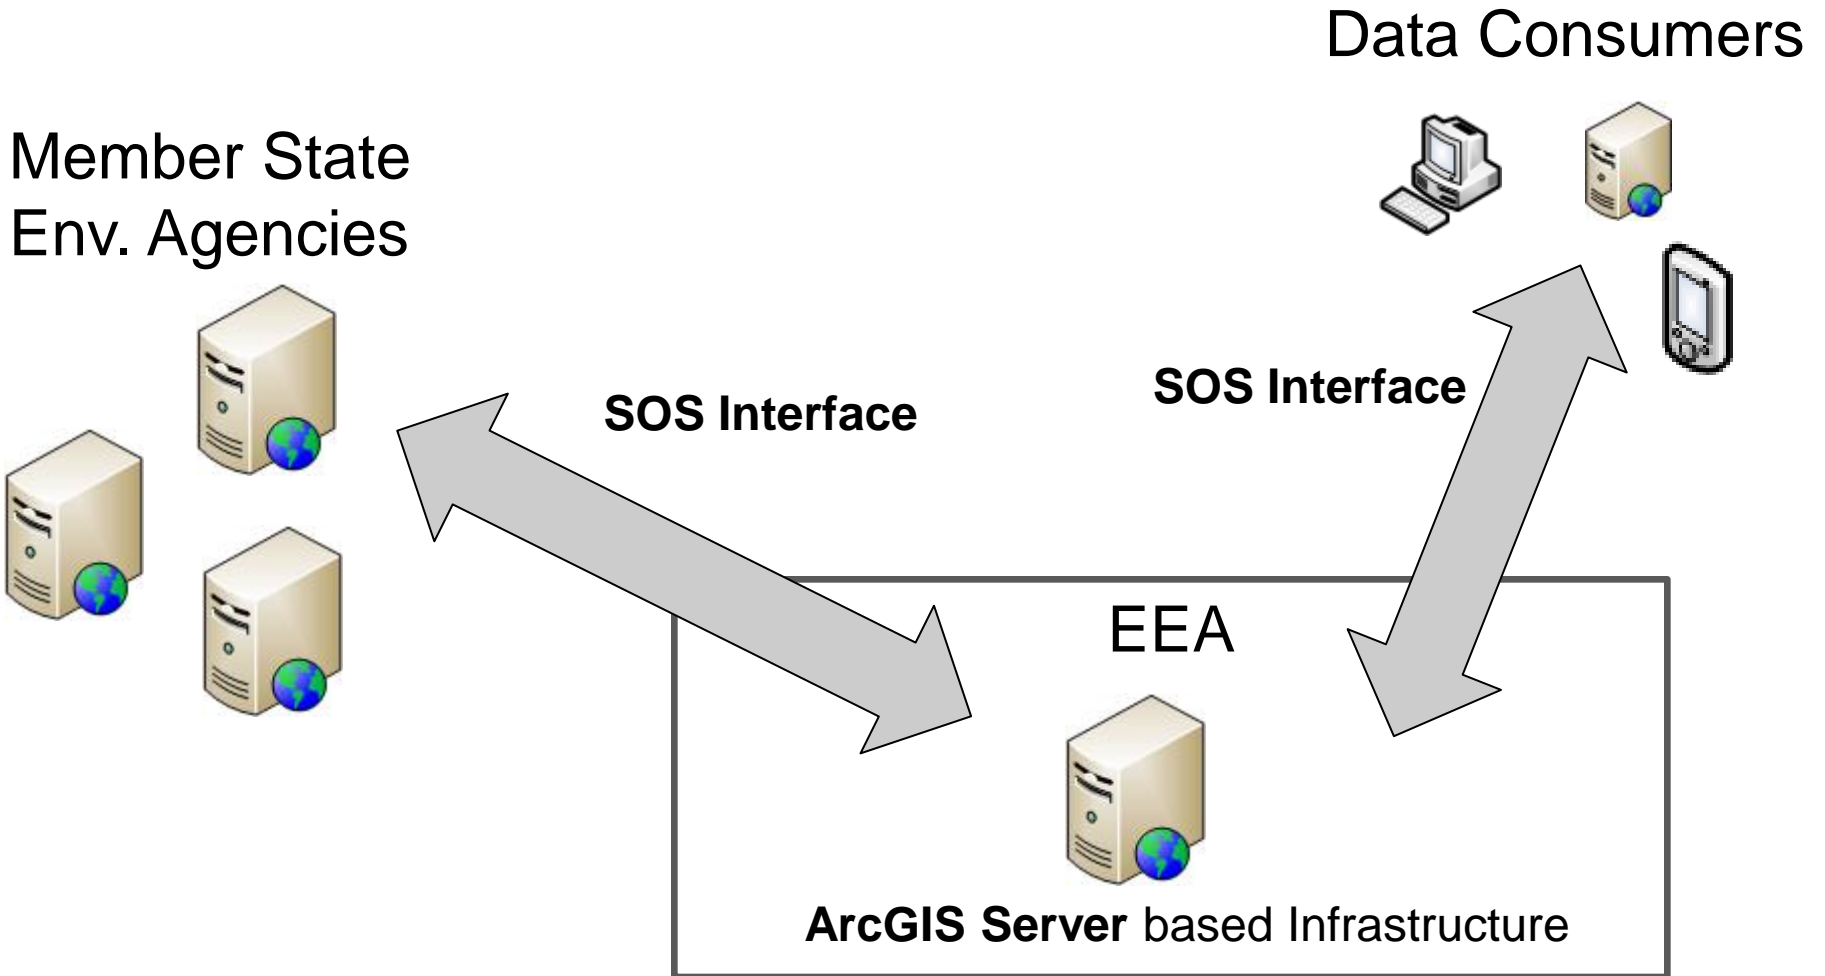 Data Consumers
Member State
Env. Agencies
SOS Interface
SOS Interface
EEA
ArcGIS Server based Infrastructure